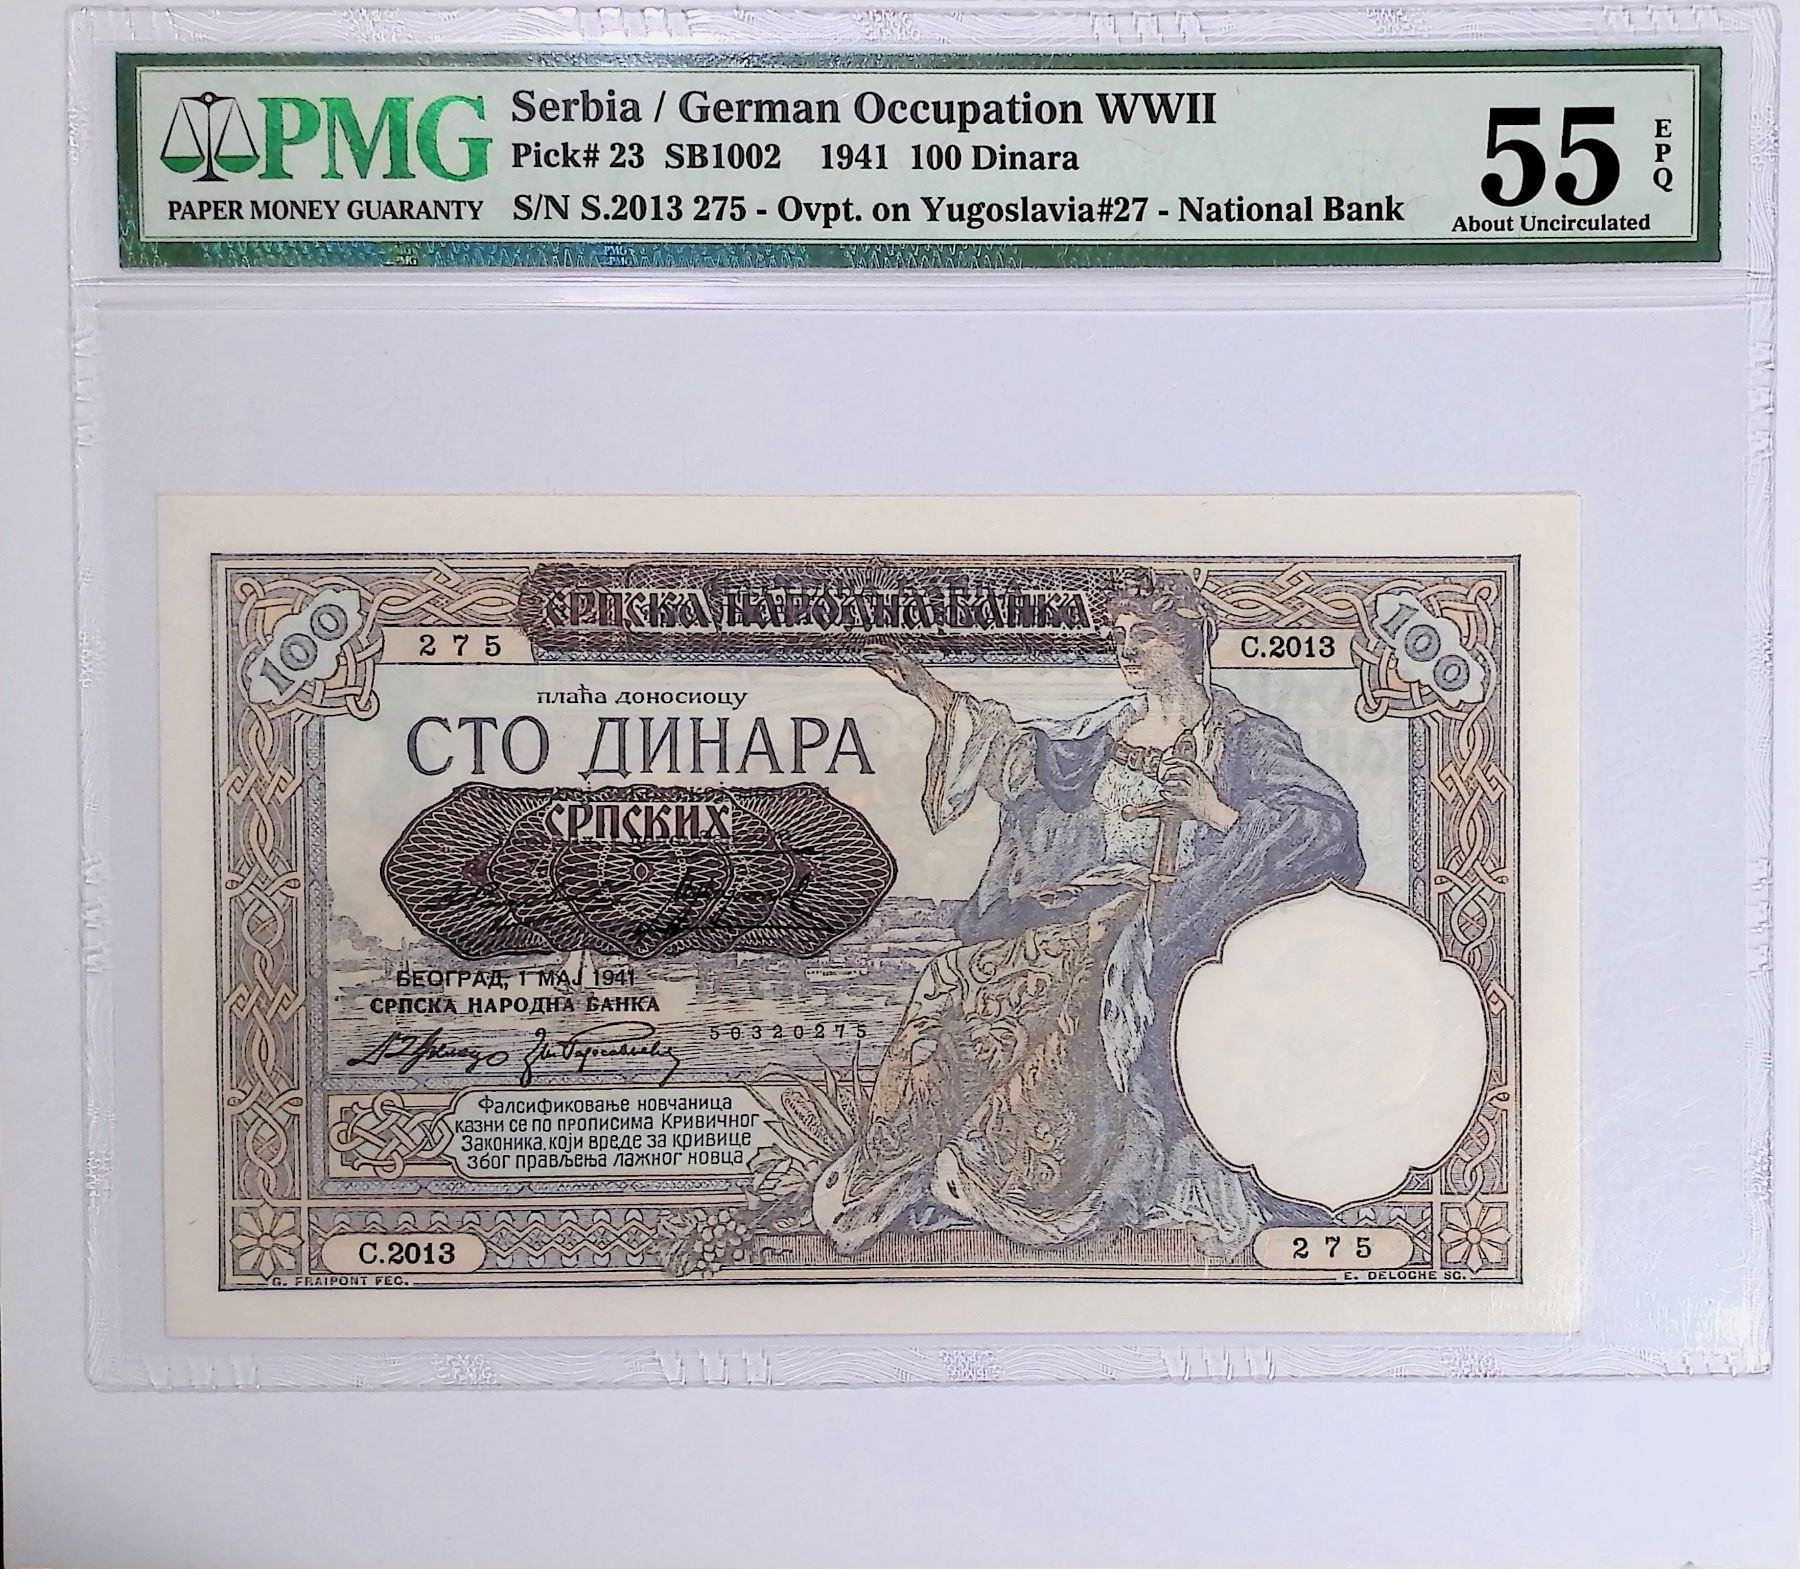 PMG
PAPER MONEY GUARANTY
Serbia / German Occupation WWII
Pick# 23 SB1002 1941 100 Dinara
S/N S.2013 275 - Ovpt. on Yugoslavia#27 - National Bank
55
EPQ
About Uncirculated
100
275
СРПСКА НАРОДНА БАНКА
С.2013
100
плаћа доносиоцу
СТО ДИНАРА
СРПСКИХ
БЕОГРАД, 1 МАЈ 1941
СРПСКА НАРОДНА БАНКА
50320275
Фалсификовање новчаница
казни се по прописима Кривичног
Законика, који вреде за кривице
због прављења лажног новца
С.2013
275
G. FRAIPONT FEC.
E. DELOCHE SC.